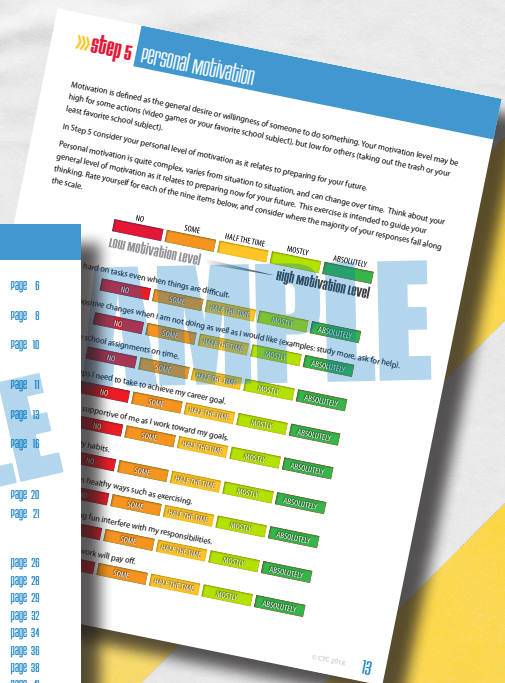 >>> step 5 personal motivation
Motivation is defined as the general desire or willingness of someone to do something. Your motivation level may be
high for some actions (video games or your favorite school subject), but low for others (taking out the trash or your
least favorite school subject).
In Step 5 consider your personal level of motivation as it relates to preparing for your future.
Personal motivation is quite complex, varies from situation to situation, and can change over time. Think about your
general level of motivation as it relates to preparing now for your future. This exercise is intended to guide your
thinking. Rate yourself for each of the nine items below, and consider where the majority of your responses fall along
the scale.
NO SOME HALF THE TIME MOSTLY ABSOLUTELY
Low Motivation Level High Motivation Level
hard on tasks even when things are difficult.
NO SOME HALF THE TIME MOSTLY ABSOLUTELY
positive changes when I am not doing as well as I would like (examples: study more, ask for help).
NO SOME HALF THE TIME MOSTLY ABSOLUTELY
school assignments on time.
NO SOME HALF THE TIME MOSTLY ABSOLUTELY
I need to take to achieve my career goal.
NO SOME HALF THE TIME MOSTLY ABSOLUTELY
supportive of me as I work toward my goals.
NO SOME HALF THE TIME MOSTLY ABSOLUTELY
habits.
NO SOME HALF THE TIME MOSTLY ABSOLUTELY
healthy ways such as exercising.
SOME HALF THE TIME MOSTLY ABSOLUTELY
fun interfere with my responsibilities.
SOME HALF THE TIME MOSTLY ABSOLUTELY
work will pay off.
SOME HALF THE TIME MOSTLY ABSOLUTELY
© CTC 2018 13
page 6
page 8
page 10
page 11
page 13
page 16
page 20
page 21
page 26
page 28
page 29
page 32
page 34
page 36
page 38